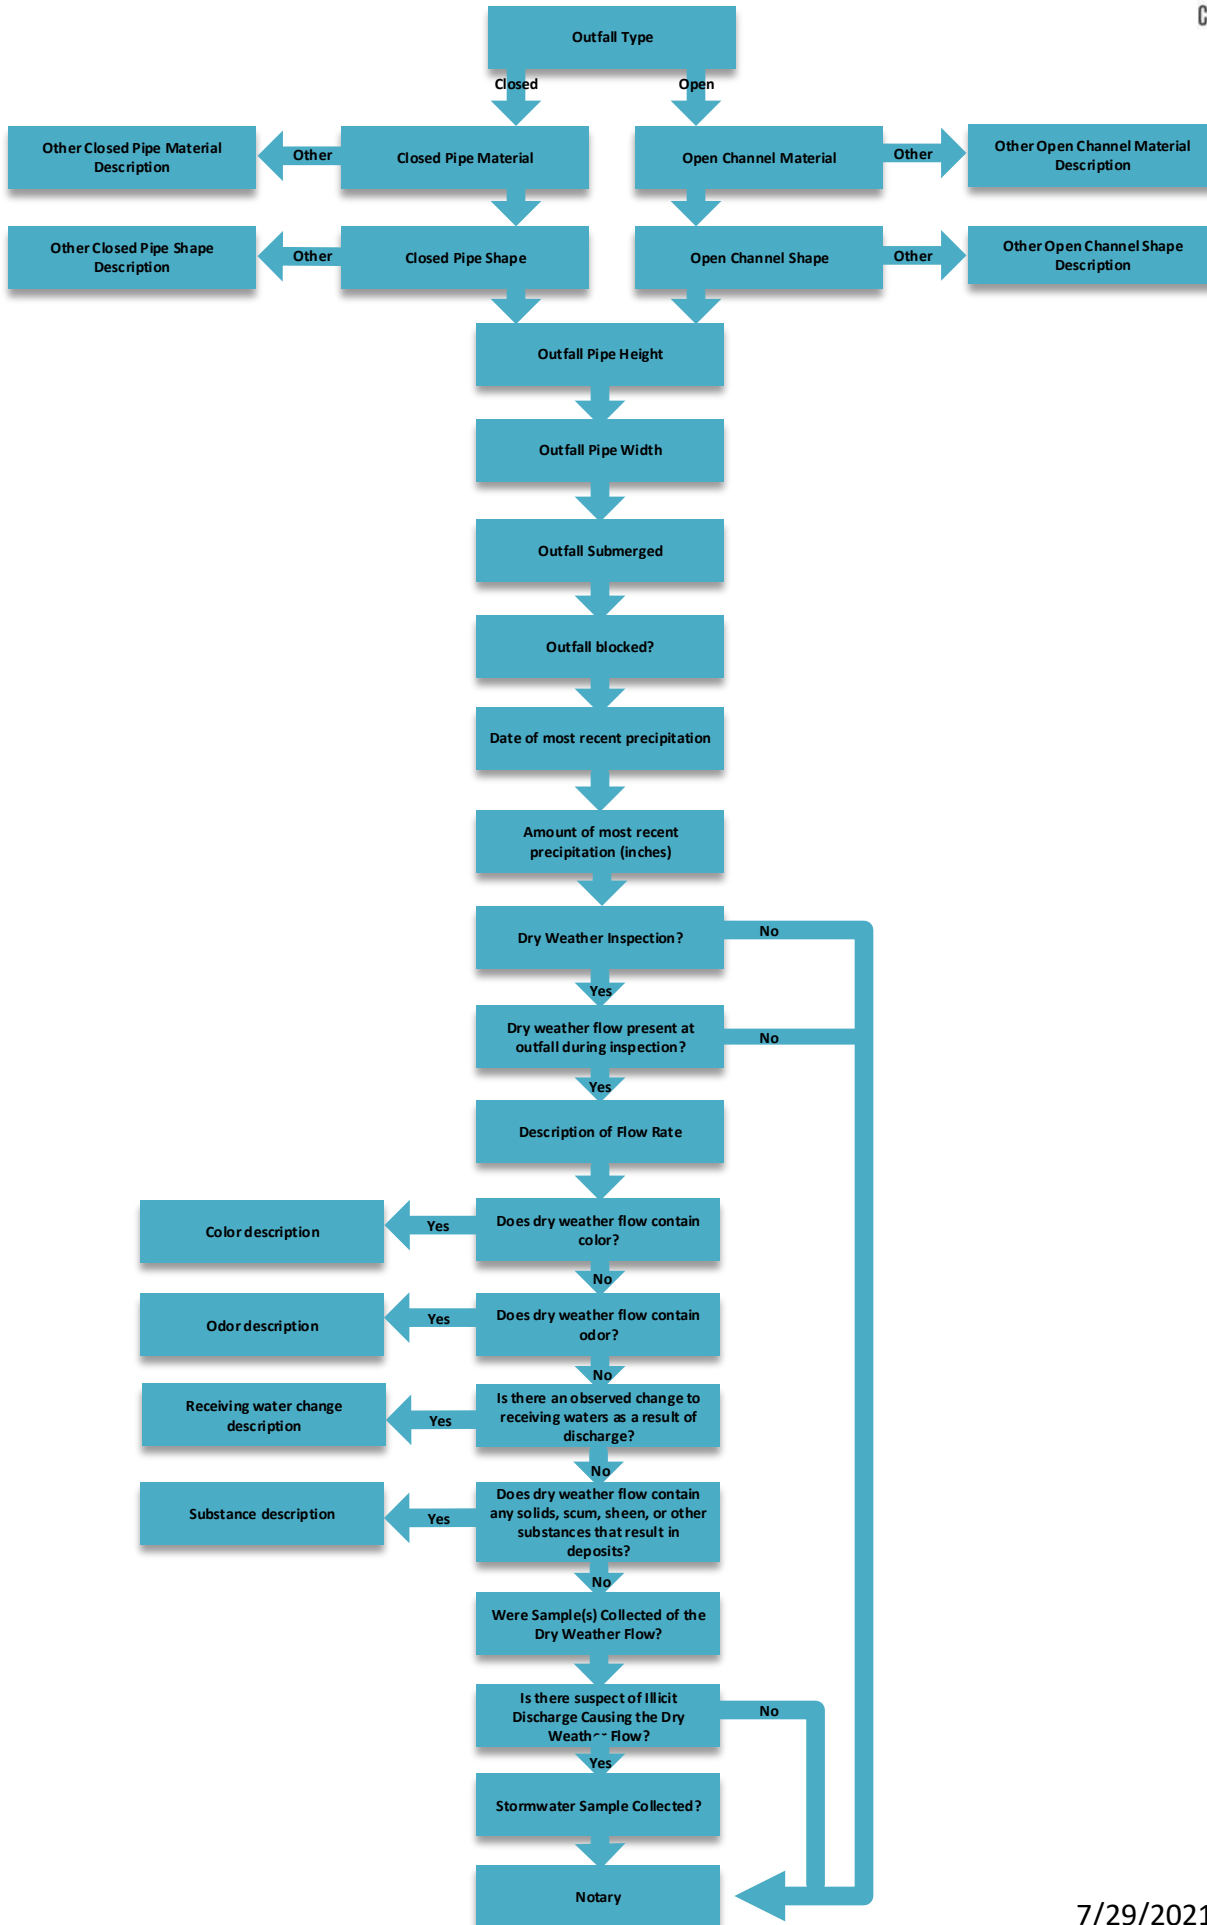 C
Outfall Type
Closed
Open
Other Closed Pipe Material
Description
Other
Closed Pipe Material
Open Channel Material
Other
Other Open Channel Material
Description
Other Closed Pipe Shape
Description
Other
Closed Pipe Shape
Open Channel Shape
Other
Other Open Channel Shape
Description
Outfall Pipe Height
Outfall Pipe Width
Outfall Submerged
Outfall blocked?
Date of most recent precipitation
Amount of most recent
precipitation (inches)
Dry Weather Inspection?
No
Yes
Dry weather flow present at
outfall during inspection?
No
Yes
Description of Flow Rate
Color description
Yes
Does dry weather flow contain
color?
No
Odor description
Yes
Does dry weather flow contain
odor?
No
Receiving water change
description
Yes
Is there an observed change to
receiving waters as a result of
discharge?
No
Substance description
Yes
Does dry weather flow contain
any solids, scum, sheen, or other
substances that result in
deposits?
No
Were Sample(s) Collected of the
Dry Weather Flow?
Is there suspect of Illicit
Discharge Causing the Dry
Weather Flow?
No
Yes
Stormwater Sample Collected?
Notary
7/29/2021